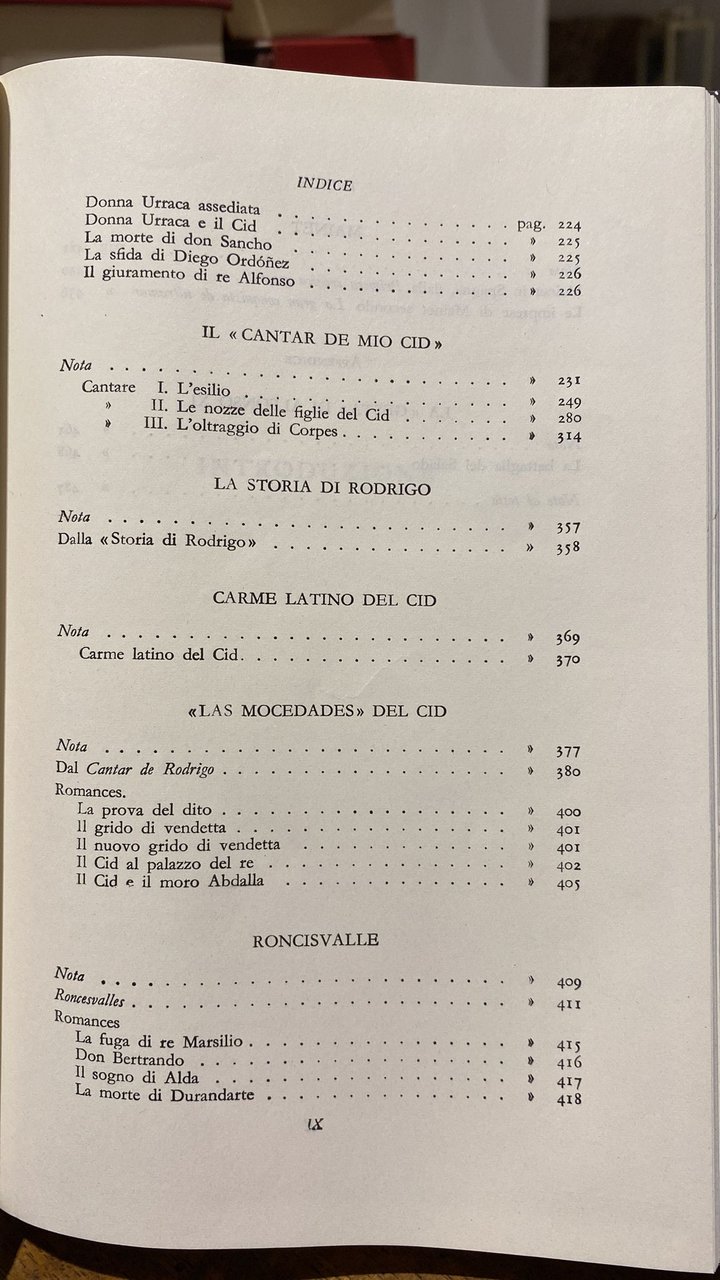 INDICE
Donna Urraca assediata . . . . . . . . . . . . pag. 224
Donna Urraca e il Cid . . . . . . . . . . . . » 225
La morte di don Sancho . . . . . . . . . . . . » 225
La sfida di Diego Ordóñez . . . . . . . . . . . » 226
Il giuramento di re Alfonso . . . . . . . . . . . » 226
IL « CANTAR DE MIO CID »
Nota . . . . . . . . . . . . . . . . . . . » 231
Cantare I. L'esilio . . . . . . . . . . . . . » 249
» II. Le nozze delle figlie del Cid . . . . . . » 280
» III. L'oltraggio di Corpes . . . . . . . . . » 314
LA STORIA DI RODRIGO
Nota . . . . . . . . . . . . . . . . . . . » 357
Dalla « Storia di Rodrigo » . . . . . . . . . . . . » 358
CARME LATINO DEL CID
Nota . . . . . . . . . . . . . . . . . . . » 369
Carme latino del Cid . . . . . . . . . . . . . » 370
«LAS MOCEDADES» DEL CID
Nota . . . . . . . . . . . . . . . . . . . » 377
Dal Cantar de Rodrigo . . . . . . . . . . . . . . » 380
Romances.
La prova del dito . . . . . . . . . . . . . . » 400
Il grido di vendetta . . . . . . . . . . . . . » 401
Il nuovo grido di vendetta . . . . . . . . . . . » 401
Il Cid al palazzo del re . . . . . . . . . . . . » 402
Il Cid e il moro Abdalla . . . . . . . . . . . » 405
RONCISVALLE
Nota . . . . . . . . . . . . . . . . . . . » 409
Roncesvalles . . . . . . . . . . . . . . . . . » 411
Romances
La fuga di re Marsilio . . . . . . . . . . . . . » 415
Don Bertrando . . . . . . . . . . . . . . . » 416
Il sogno di Alda . . . . . . . . . . . . . . » 417
La morte di Durandarte . . . . . . . . . . . . » 418
IX